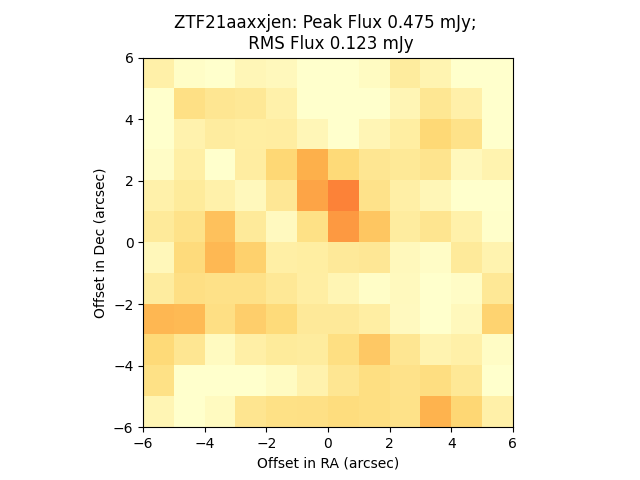 ZTF21aaxxjen: Peak Flux 0.475 mJy;
RMS Flux 0.123 mJy
6
4
2
0
−2
−4
−6
Offset in Dec (arcsec)
−6 −4 −2 0 2 4 6
Offset in RA (arcsec)